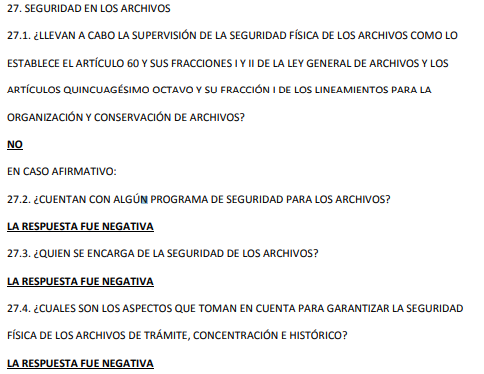 27. SEGURIDAD EN LOS ARCHIVOS
27.1. ¿LLEVAN A CABO LA SUPERVISIÓN DE LA SEGURIDAD FÍSICA DE LOS ARCHIVOS COMO LO
ESTABLECE EL ARTÍCULO 60 Y SUS FRACCIONES I Y II DE LA LEY GENERAL DE ARCHIVOS Y LOS
ARTÍCULOS QUINCUAGÉSIMO OCTAVO Y SU FRACCIÓN I DE LOS LINEAMIENTOS PARA LA
ORGANIZACIÓN Y CONSERVACIÓN DE ARCHIVOS?
NO
EN CASO AFIRMATIVO:
27.2. ¿CUENTAN CON ALGÚN PROGRAMA DE SEGURIDAD PARA LOS ARCHIVOS?
LA RESPUESTA FUE NEGATIVA
27.3. ¿QUIEN SE ENCARGA DE LA SEGURIDAD DE LOS ARCHIVOS?
LA RESPUESTA FUE NEGATIVA
27.4. ¿CUALES SON LOS ASPECTOS QUE TOMAN EN CUENTA PARA GARANTIZAR LA SEGURIDAD
FÍSICA DE LOS ARCHIVOS DE TRÁMITE, CONCENTRACIÓN E HISTÓRICO?
LA RESPUESTA FUE NEGATIVA